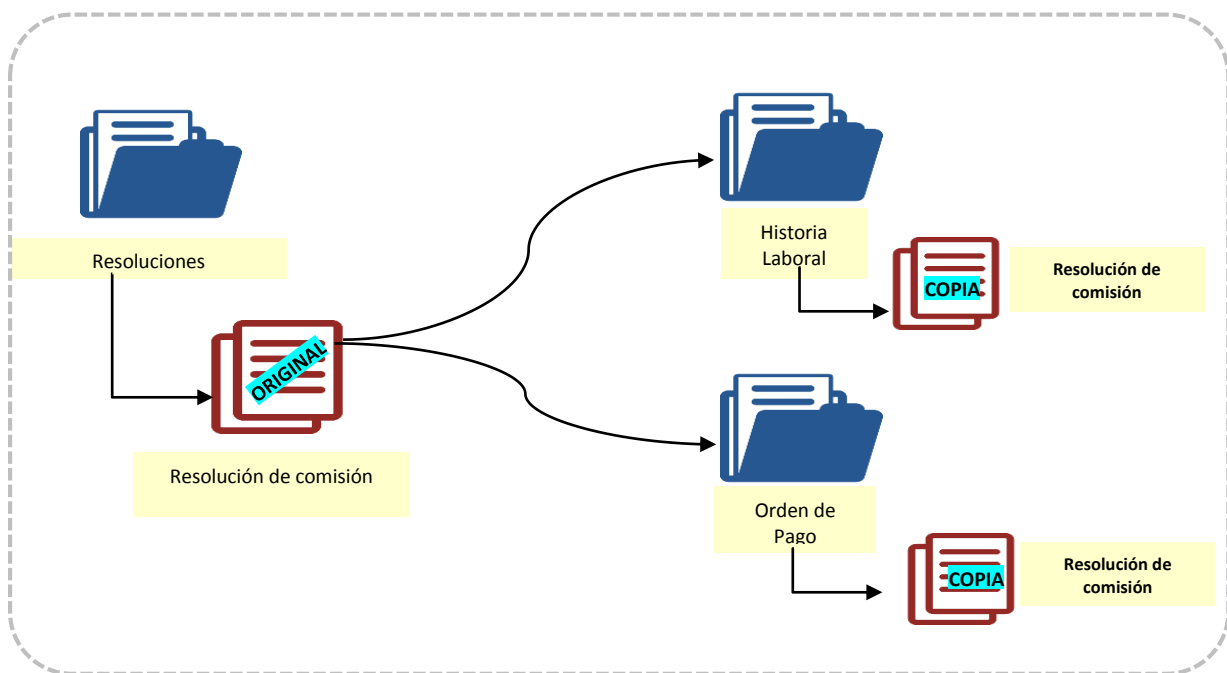 Resoluciones
ORIGINAL
Resolución de comisión
Historia
Laboral
COPIA
Resolución de
comisión
Orden de
Pago
COPIA
Resolución de
comisión